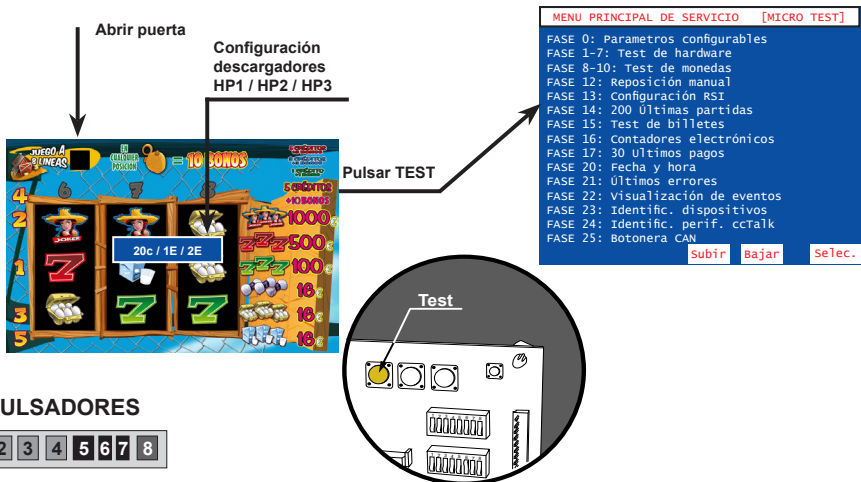 Abrir puerta
Configuración
descargadores
HP1 / HP2 / HP3
Pulsar TEST
MENU PRINCIPAL DE SERVICIO [MICRO TEST]
FASE 0: Parametros configurables
FASE 1-7: Test de hardware
FASE 8-10: Test de monedas
FASE 12: Reposición manual
FASE 13: Configuración RSI
FASE 14: 200 Últimas partidas
FASE 15: Test de billetes
FASE 16: Contadores electrónicos
FASE 17: 30 Ultimos pagos
FASE 20: Fecha y hora
FASE 21: Últimos errores
FASE 22: Visualización de eventos
FASE 23: Identific. dispositivos
FASE 24: Identific. perif. ccTalk
FASE 25: Botonera CAN
Subir Bajar Selec.
JUEGO A
8 LINEAS
EN
CUALQUIER
POSICIÓN
= 10 BONOS
5 CRÉDITOS
+10 BONOS
4 6 7 8
2 JOKER 1000€
777 500€
20c / 1E / 2E
1 777 100€
16€
3 16€
5 16€
Test
ULSADORES
2 3 4 5 6 7 8